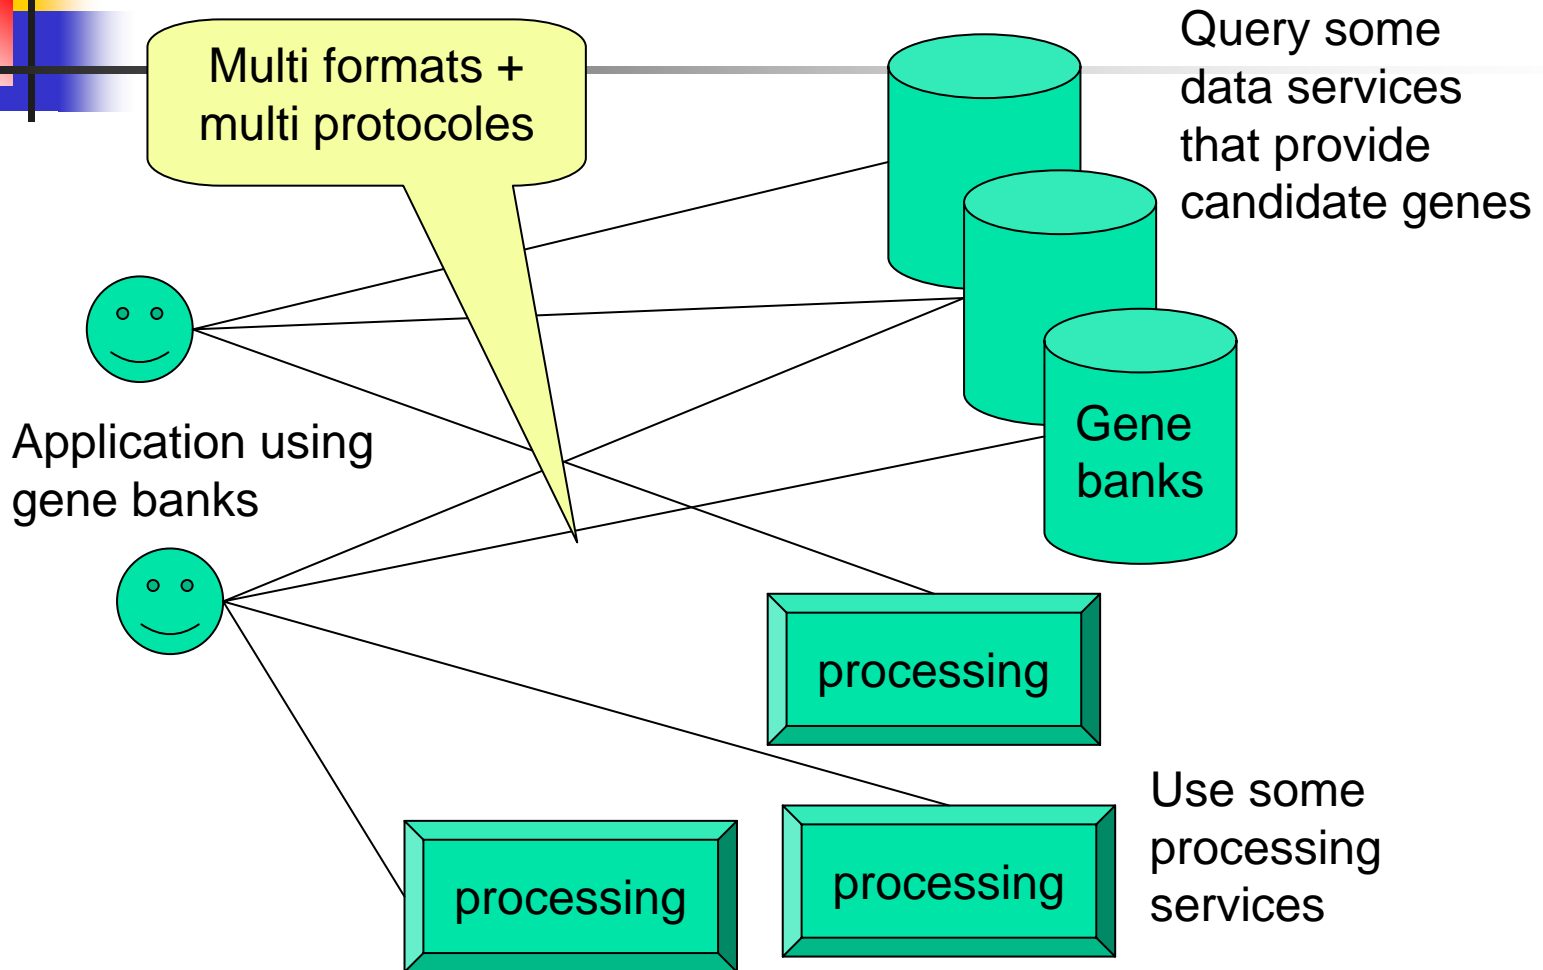 Multi formats +
multi protocoles
Query some
data services
that provide
candidate genes
Application using
gene banks
Gene
banks
processing
processing
processing
Use some
processing
services